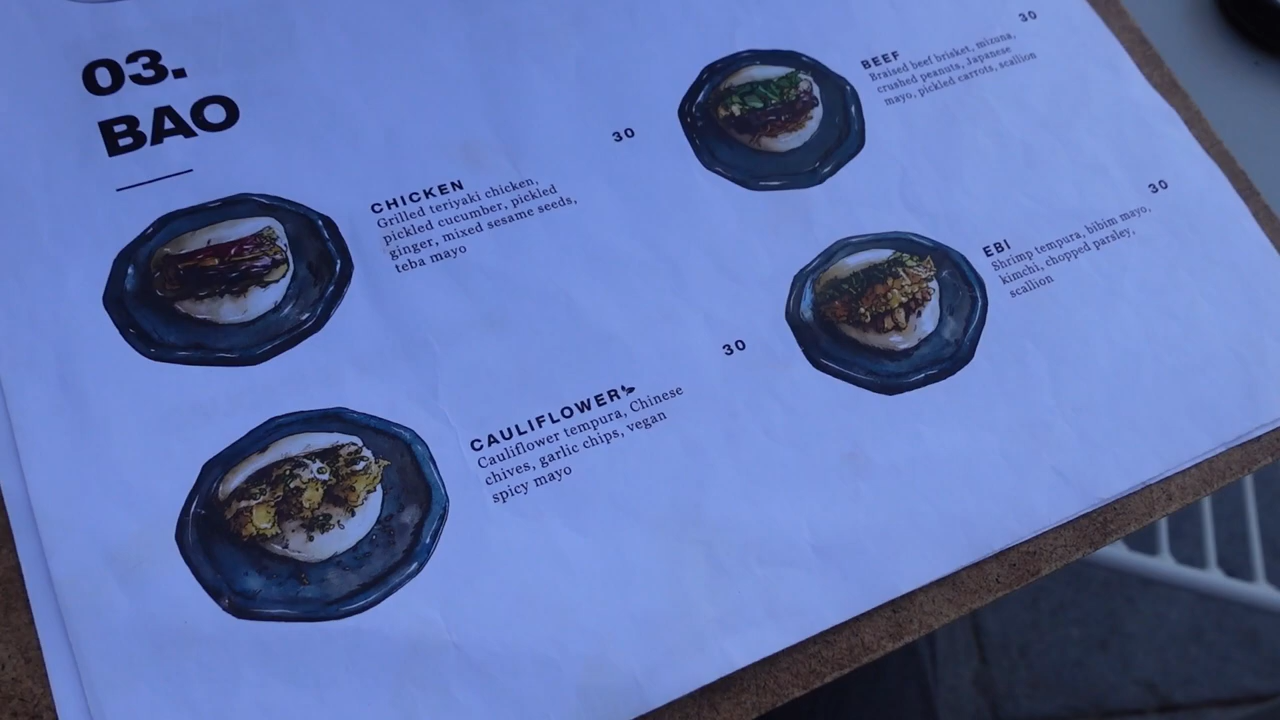 03.
BAO
CHICKEN
30
Grilled teriyaki chicken,
pickled cucumber, pickled
ginger, mixed sesame seeds,
teba mayo
CAULIFLOWER
30
Cauliflower tempura, Chinese
chives, garlic chips, vegan
spicy mayo
BEEF
30
Braised beef brisket, mizuna,
crushed peanuts, Japanese
mayo, pickled carrots, scallion
EBI
30
Shrimp tempura, bibim mayo,
kimchi, chopped parsley,
scallion